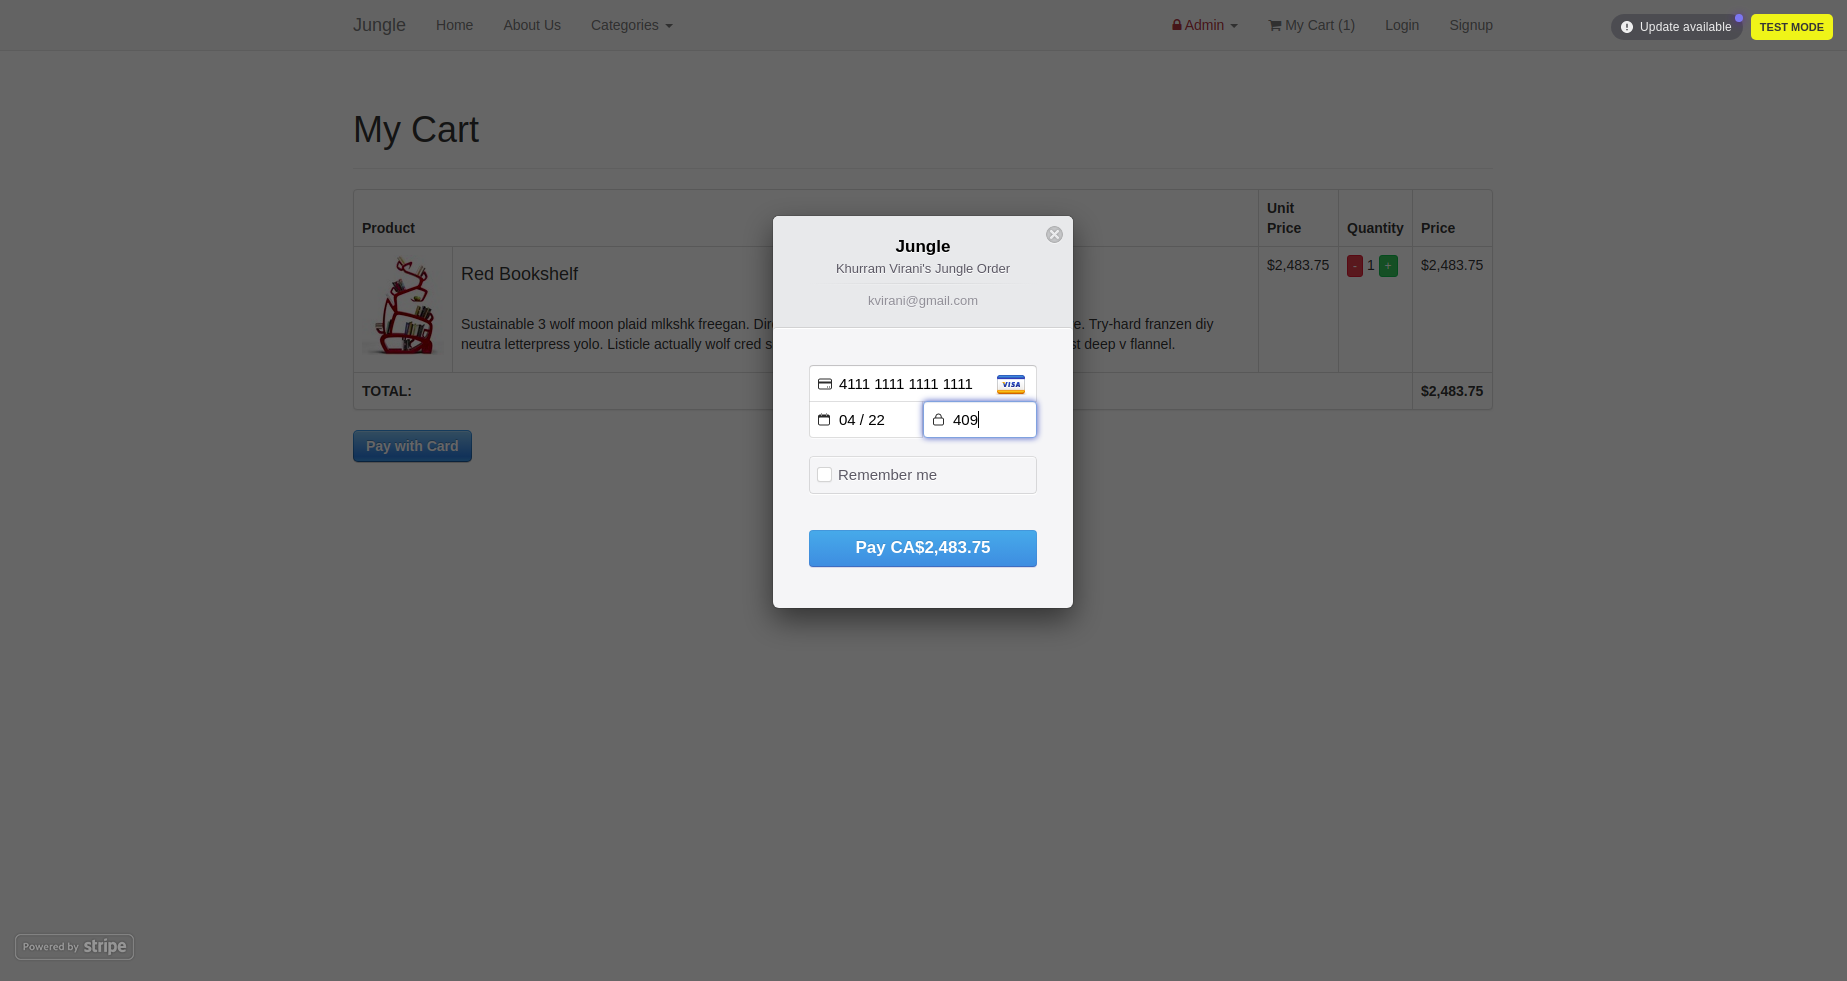 Jungle Home About Us Categories Admin My Cart (1) Login Signup Update available TEST MODE
My Cart
Product Unit Price Quantity Price
Red Bookshelf $2,483.75 - 1 + $2,483.75
Sustainable 3 wolf moon plaid mlkshk freegan. e. Try-hard franzen diy
neutra letterpress yolo. Listicle actually wolf cred deep v flannel.
TOTAL: $2,483.75
Pay with Card
Jungle
Khurram Virani's Jungle Order
kvirani@gmail.com
4111 1111 1111 1111 VISA
04 / 22 409
Remember me
Pay CA$2,483.75
Powered by stripe